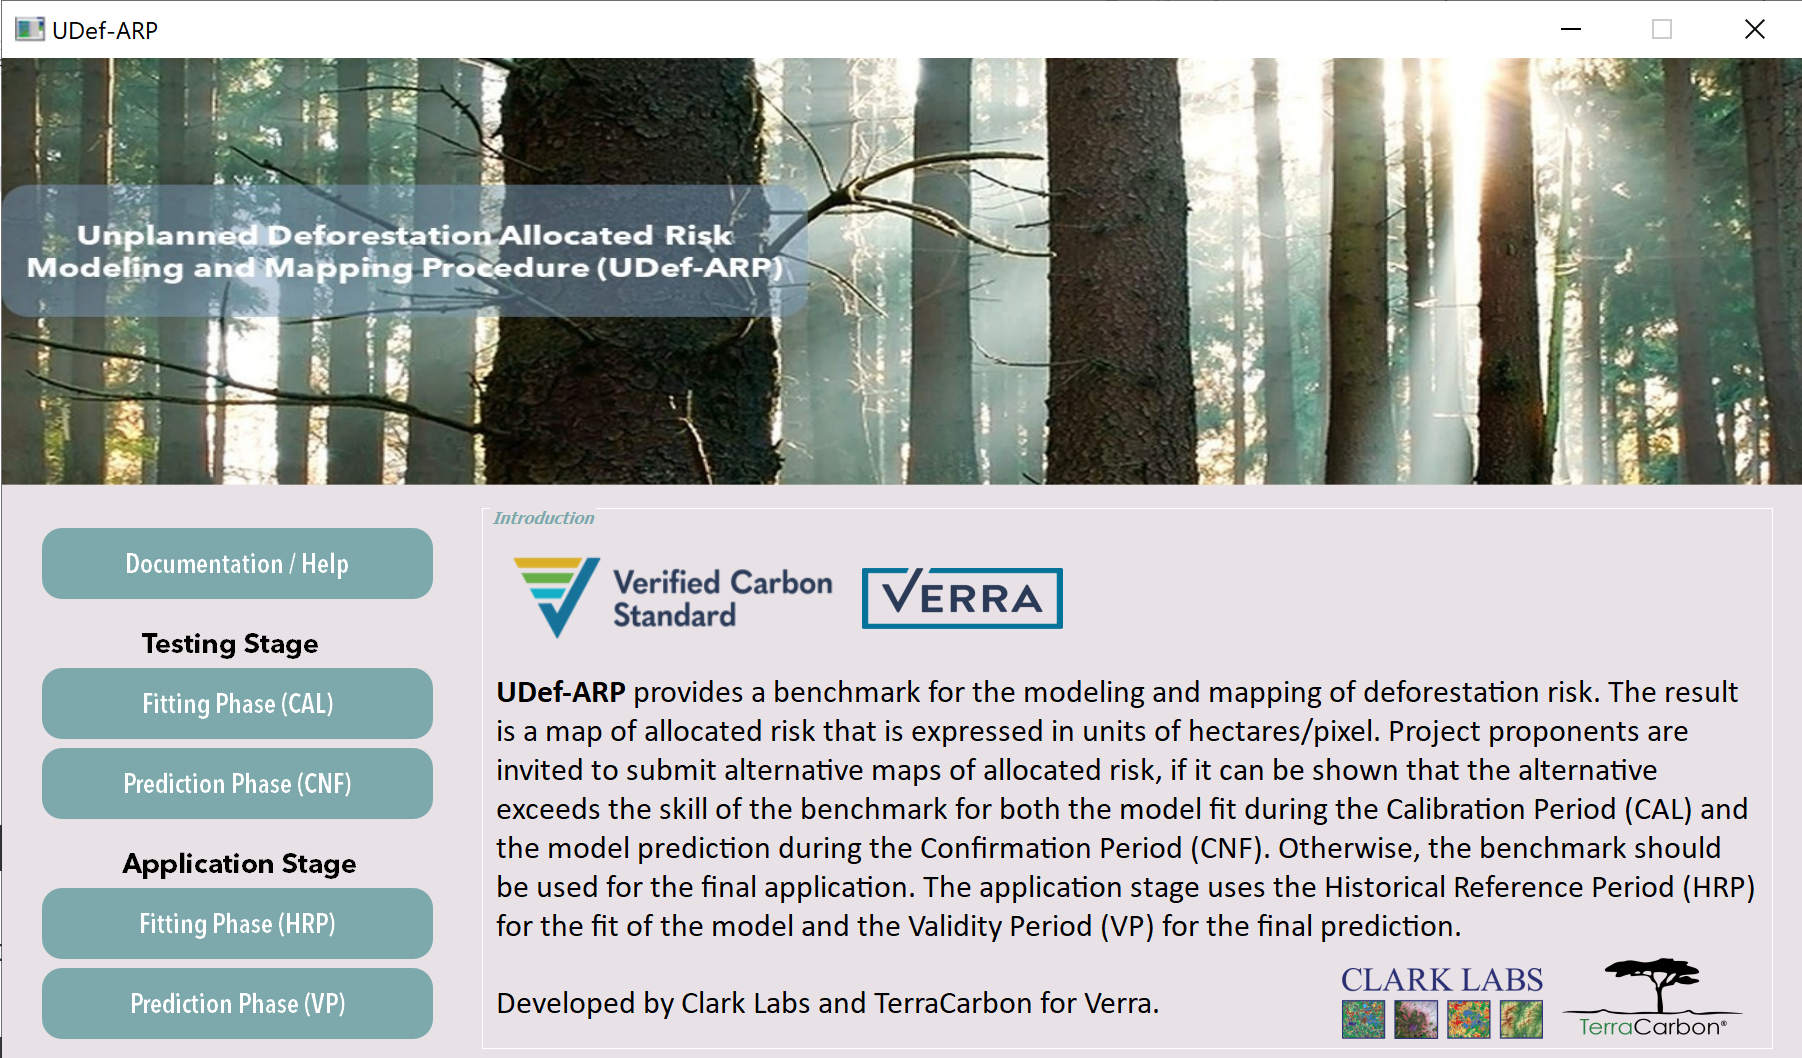 UDef-ARP
Unplanned Deforestation Allocated Risk
Modeling and Mapping Procedure (UDef-ARP)
Documentation / Help
Testing Stage
Fitting Phase (CAL)
Prediction Phase (CNF)
Application Stage
Fitting Phase (HRP)
Prediction Phase (VP)
Introduction
Verified Carbon
Standard
VERRA
UDef-ARP provides a benchmark for the modeling and mapping of deforestation risk. The result
is a map of allocated risk that is expressed in units of hectares/pixel. Project proponents are
invited to submit alternative maps of allocated risk, if it can be shown that the alternative
exceeds the skill of the benchmark for both the model fit during the Calibration Period (CAL) and
the model prediction during the Confirmation Period (CNF). Otherwise, the benchmark should
be used for the final application. The application stage uses the Historical Reference Period (HRP)
for the fit of the model and the Validity Period (VP) for the final prediction.
Developed by Clark Labs and TerraCarbon for Verra.
CLARK LABS
TerraCarbon®